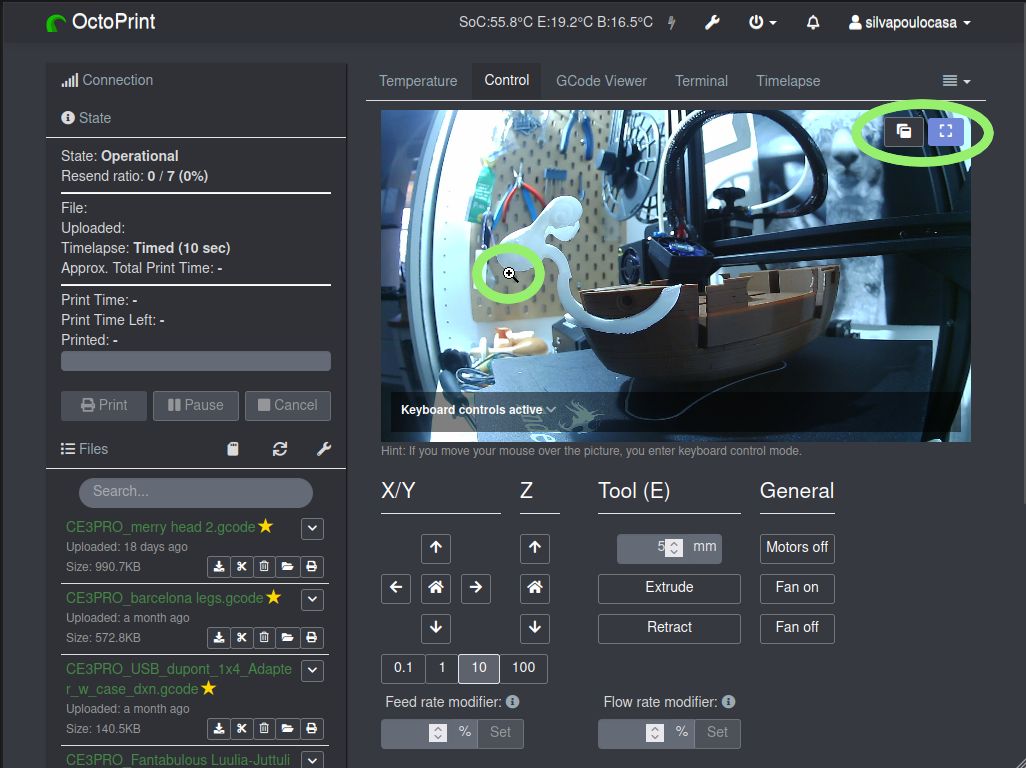 OctoPrint
SoC:55.8°C E:19.2°C B:16.5°C
silvapoulocasa
Connection
State
State: Operational
Resend ratio: 0 / 7 (0%)
File:
Uploaded:
Timelapse: Timed (10 sec)
Approx. Total Print Time: -
Print Time: -
Print Time Left: -
Printed: -
Print
Pause
Cancel
Files
Search...
CE3PRO_merry head 2.gcode
Uploaded: 18 days ago
Size: 990.7KB
CE3PRO_barcelona legs.gcode
Uploaded: a month ago
Size: 572.8KB
CE3PRO_USB_dupont_1x4_Adapte
r_w_case_dxn.gcode
Uploaded: a month ago
Size: 140.5KB
CE3PRO_Fantabulous Luulia-Juttuli
Temperature
Control
GCode Viewer
Terminal
Timelapse
Keyboard controls active
Hint: If you move your mouse over the picture, you enter keyboard control mode.
X/Y
Z
Tool (E)
General
5 mm
Motors off
Extrude
Fan on
Retract
Fan off
0.1
1
10
100
Feed rate modifier:
Flow rate modifier:
% Set
% Set